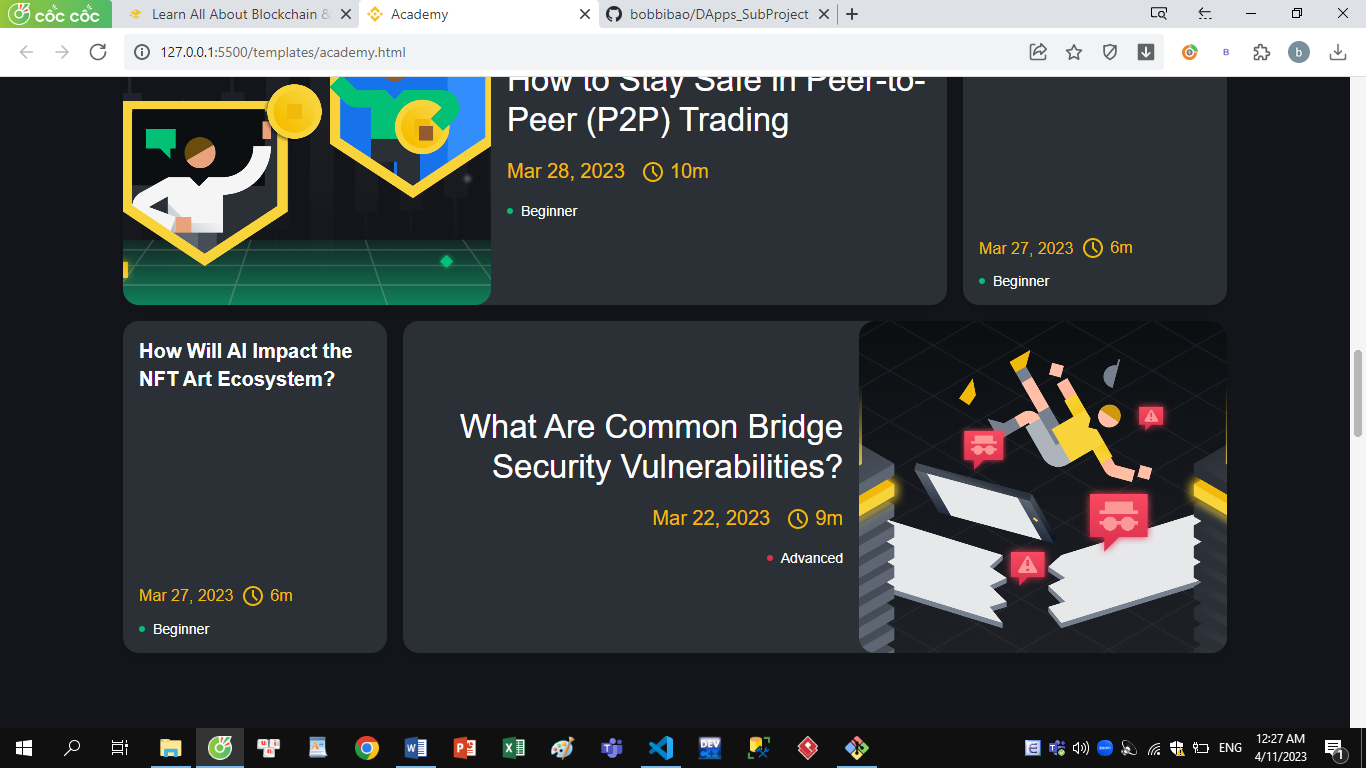 cốc cốc
Learn All About Blockchain &
Academy
bobbibao/DApps_SubProject
127.0.0.1:5500/templates/academy.html
B
b
How to Stay Safe in Peer-to-
Peer (P2P) Trading
Mar 28, 2023 10m
Beginner
Mar 27, 2023 6m
Beginner
How Will AI Impact the
NFT Art Ecosystem?
Mar 27, 2023 6m
Beginner
What Are Common Bridge
Security Vulnerabilities?
Mar 22, 2023 9m
Advanced
DEV
E
ENG
12:27 AM
4/11/2023
1